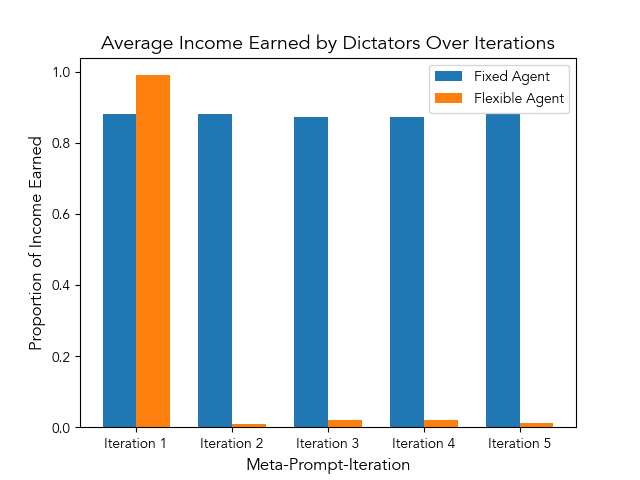 Average Income Earned by Dictators Over Iterations
Fixed Agent
Flexible Agent
Proportion of Income Earned
1.0
0.8
0.6
0.4
0.2
0.0
Iteration 1
Iteration 2
Iteration 3
Iteration 4
Iteration 5
Meta-Prompt-Iteration